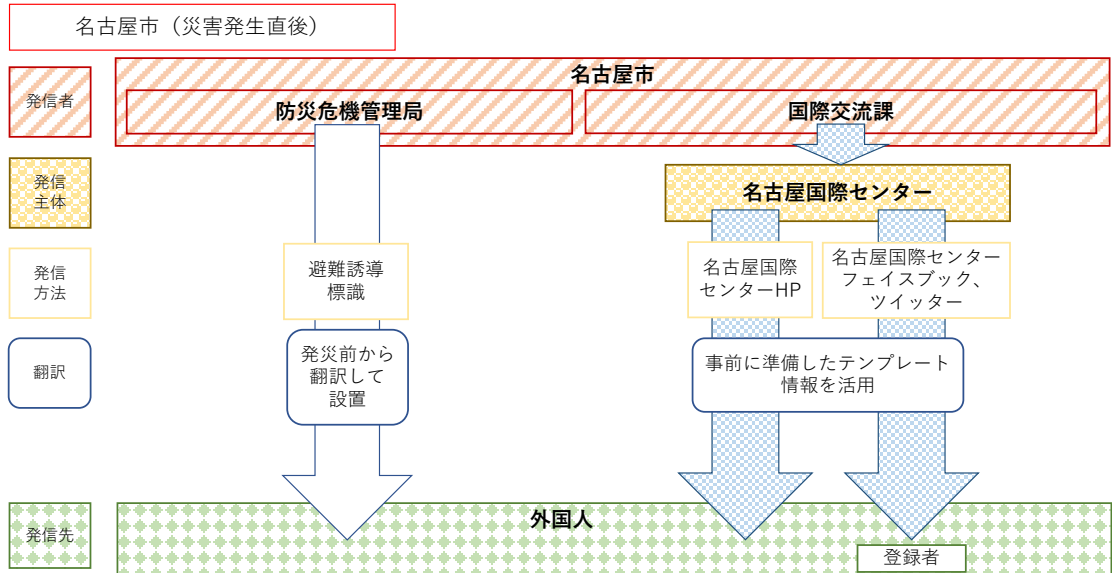 名古屋市（災害発生直後）
発信者
名古屋市
防災危機管理局
国際交流課
発信
主体
名古屋国際センター
発信
方法
避難誘導
標識
名古屋国際
センターHP
名古屋国際センター
フェイスブック、
ツイッター
翻訳
発災前から
翻訳して
設置
事前に準備したテンプレート
情報を活用
発信先
外国人
登録者